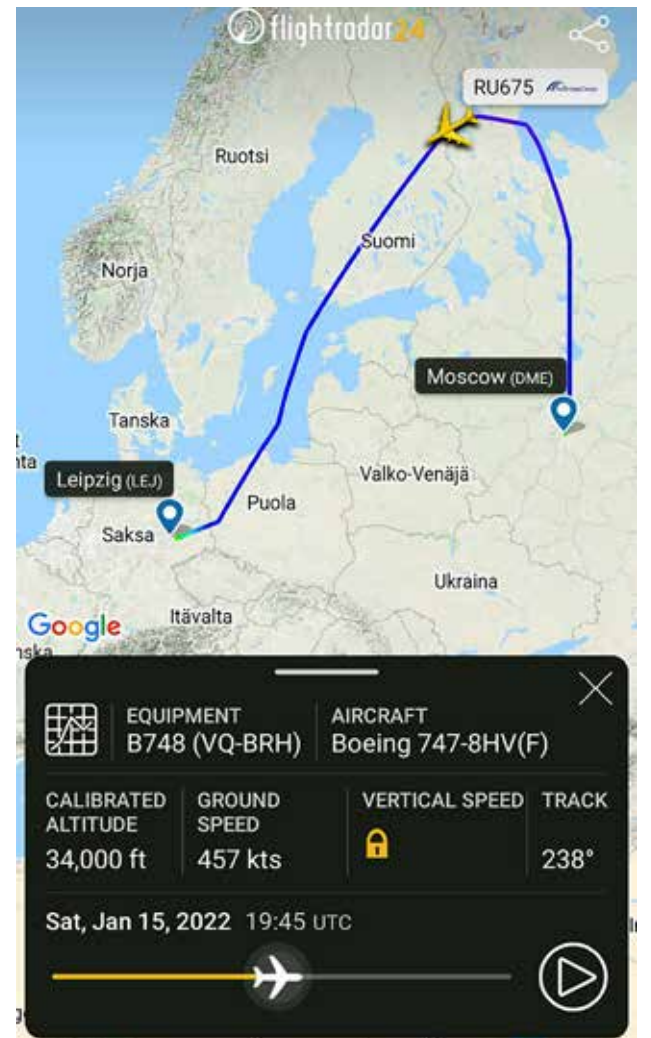 flightradar24
RU675
Ruotsi
Suomi
Norja
Moscow (DME)
Tanska
Valko-Venäjä
Leipzig (LEJ)
Puola
Saksa
Ukraina
Itävalta
Google
EQUIPMENT
B748 (VQ-BRH)
AIRCRAFT
Boeing 747-8HV(F)
CALIBRATED
ALTITUDE
34,000 ft
GROUND
SPEED
457 kts
VERTICAL SPEED
TRACK
238°
Sat, Jan 15, 2022 19:45 UTC